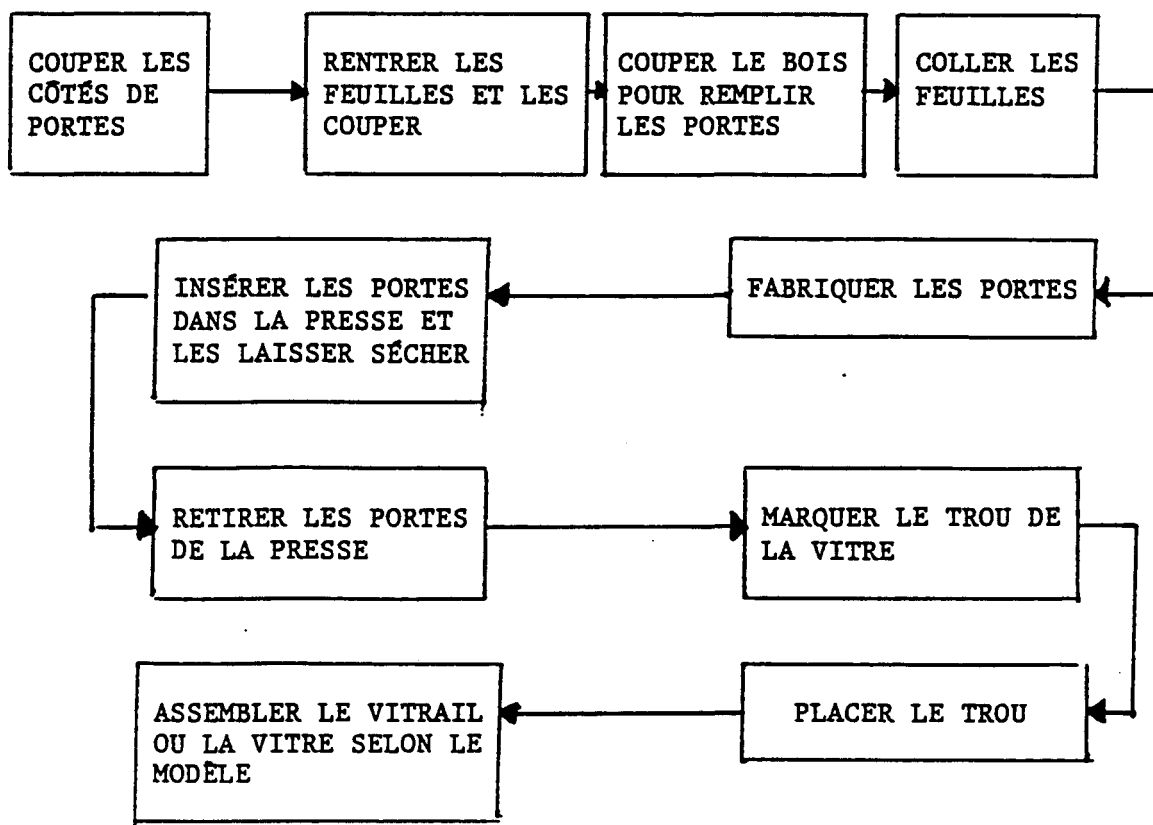 COUPER LES
CÔTÉS DE
PORTES
RENTRER LES
FEUILLES ET LES
COUPER
COUPER LE BOIS
POUR REMPLIR
LES PORTES
COLLER LES
FEUILLES
FABRIQUER LES PORTES
INSÉRER LES PORTES
DANS LA PRESSE ET
LES LAISSER SÉCHER
RETIRER LES PORTES
DE LA PRESSE
MARQUER LE TROU DE
LA VITRE
PLACER LE TROU
ASSEMBLER LE VITRAIL
OU LA VITRE SELON LE
MODÈLE